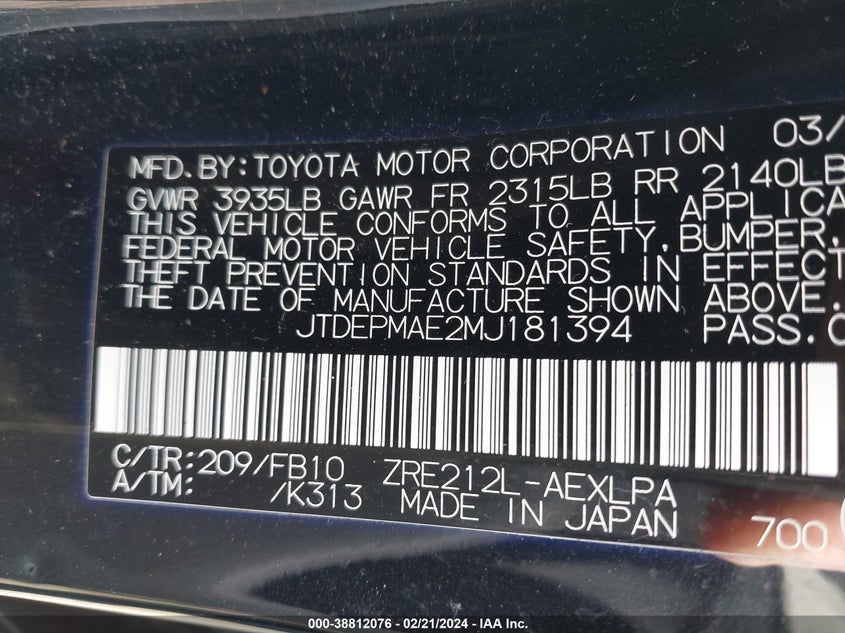 MFD.BY:TOYOTA MOTOR CORPORATION 03/
GVWR 3935LB GAWR FR 2315LB RR 2140LB
THIS VEHICLE CONFORMS TO ALL APPLICA
FEDERAL MOTOR VEHICLE SAFETY, BUMPER,
THEFT PREVENTION STANDARDS IN EFFECT
THE DATE OF MANUFACTURE SHOWN ABOVE.
JTDEPMAE2MJ181394 PASS.C
C/TR:209/FB10 ZRE212L-AEXLPA
A/TM: /K313 MADE IN JAPAN 700
000-38812076 - 02/21/2024 - IAA Inc.